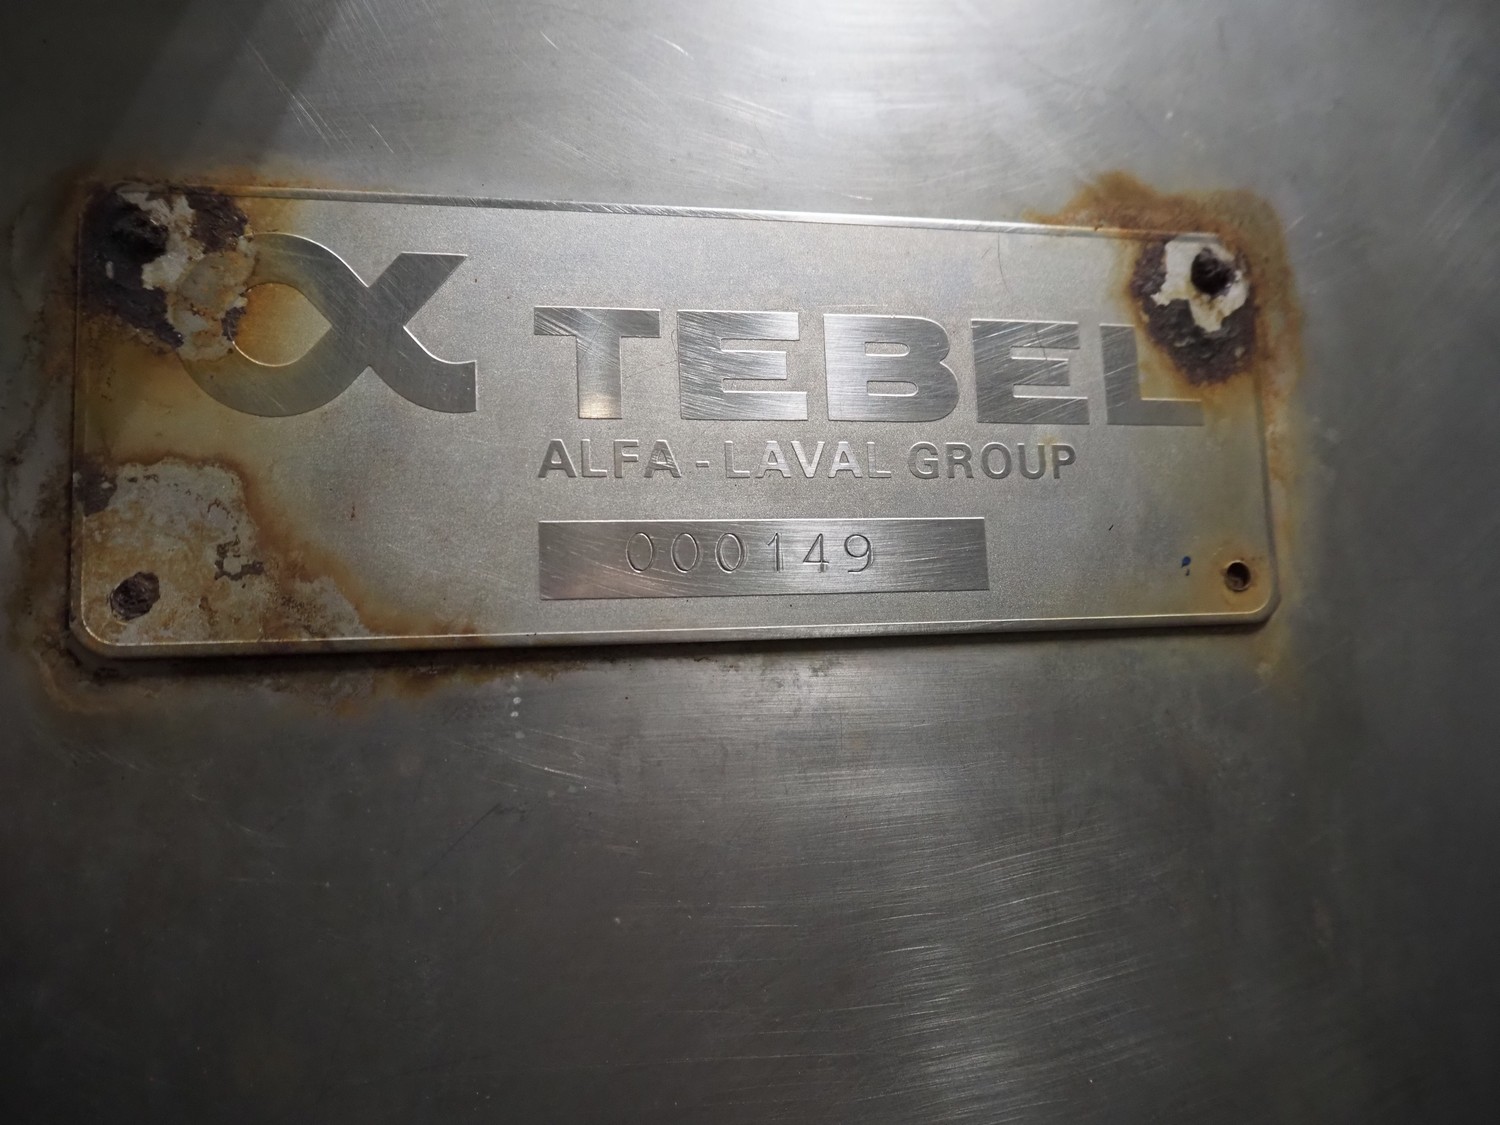 TEBEL
ALFA-LAVAL GROUP
000149